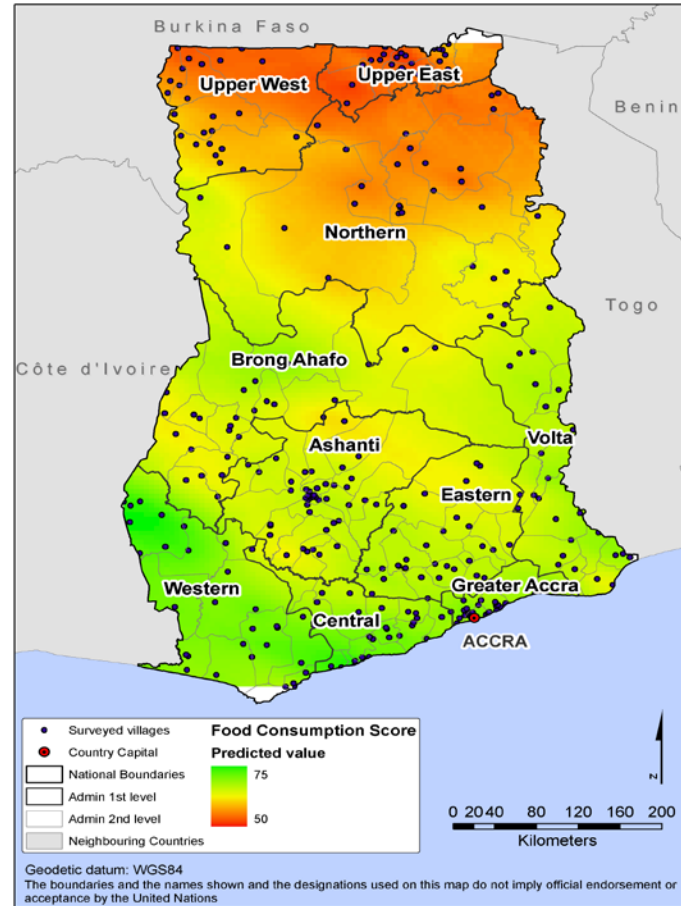 Burkina Faso
Upper West
Upper East
Benin
Northern
Togo
Brong Ahafo
Côte d'Ivoire
Ashanti
Volta
Eastern
Western
Greater Accra
Central
ACCRA
Surveyed villages
Country Capital
National Boundaries
Admin 1st level
Admin 2nd level
Neighbouring Countries
Food Consumption Score
Predicted value
75
50
N
0 20 40 80 120 160 200
Kilometers
Geodetic datum: WGS84
The boundaries and the names shown and the designations used on this map do not imply official endorsement or
acceptance by the United Nations